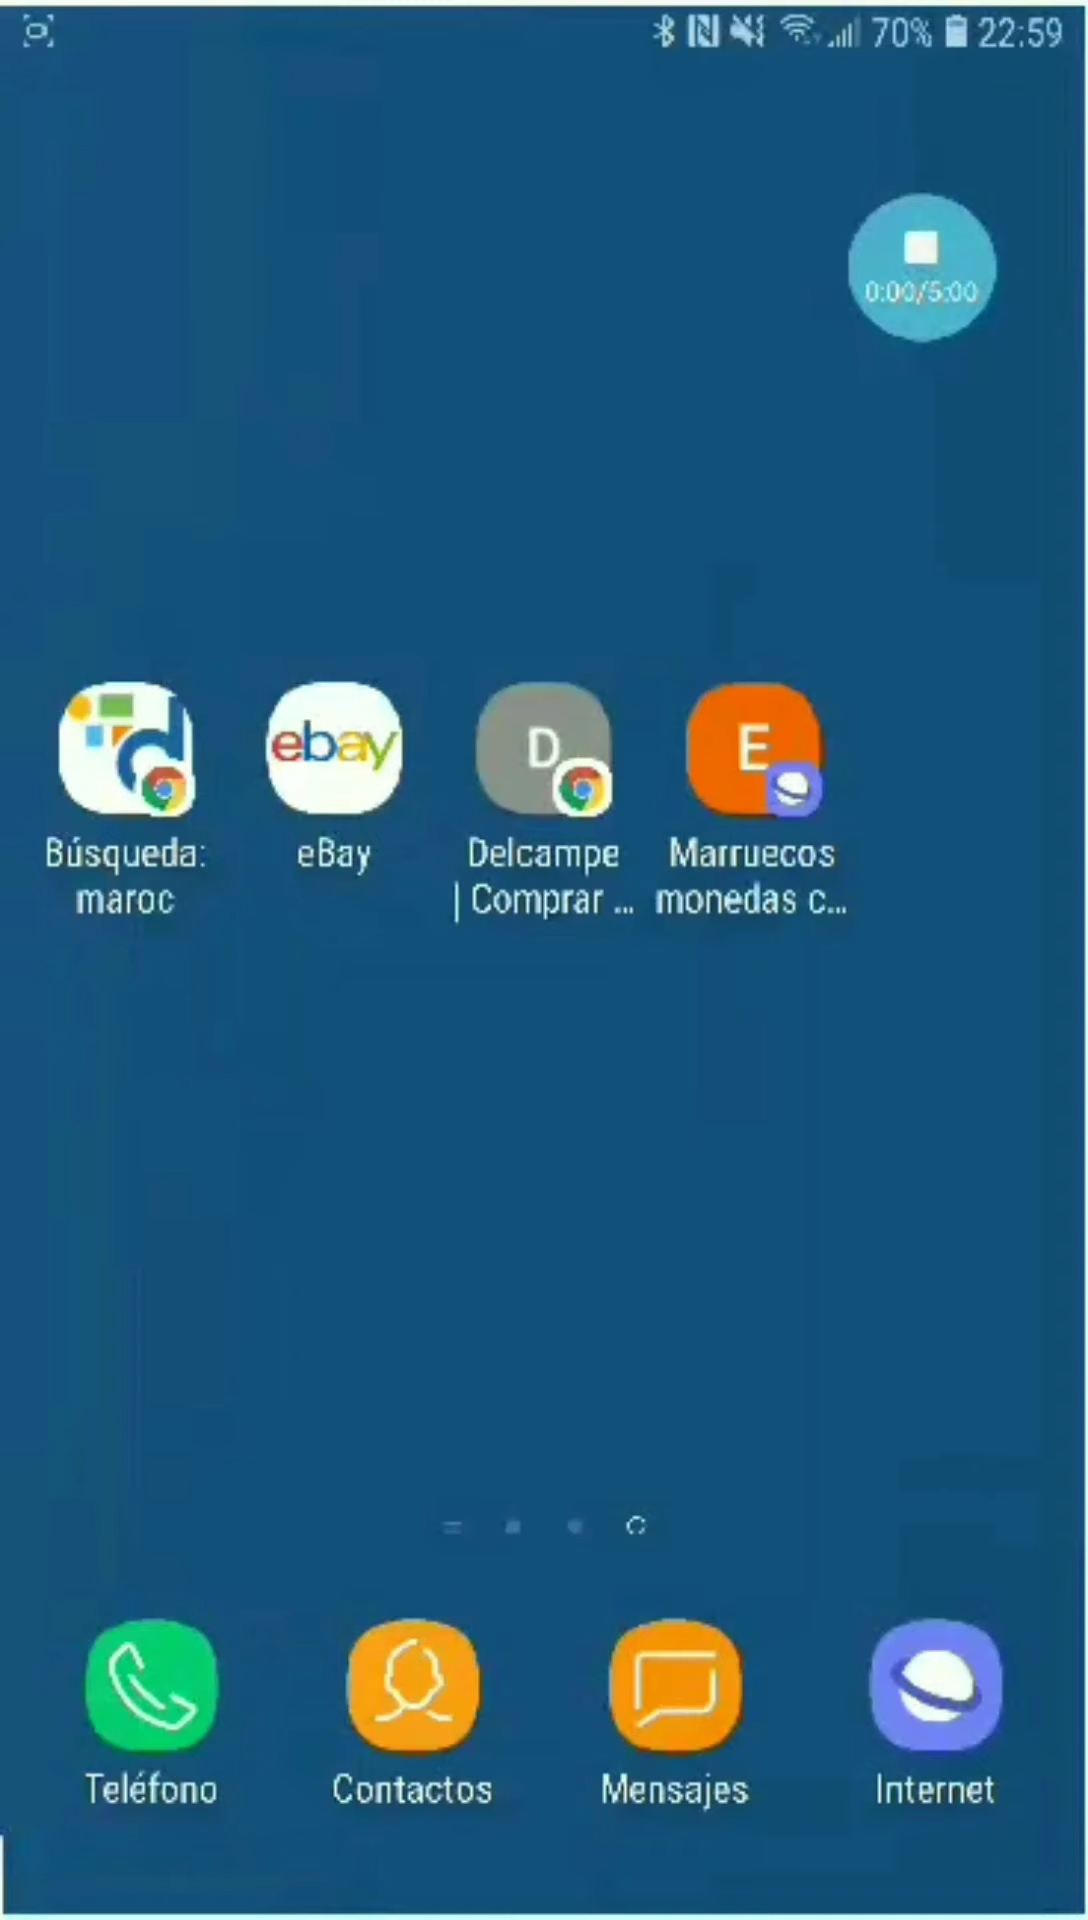 70% 22:59
0:00/5:00
ebay
D
E
Búsqueda:
maroc
eBay
Delcampe
| Comprar ...
Marruecos
monedas c...
Teléfono
Contactos
Mensajes
Internet